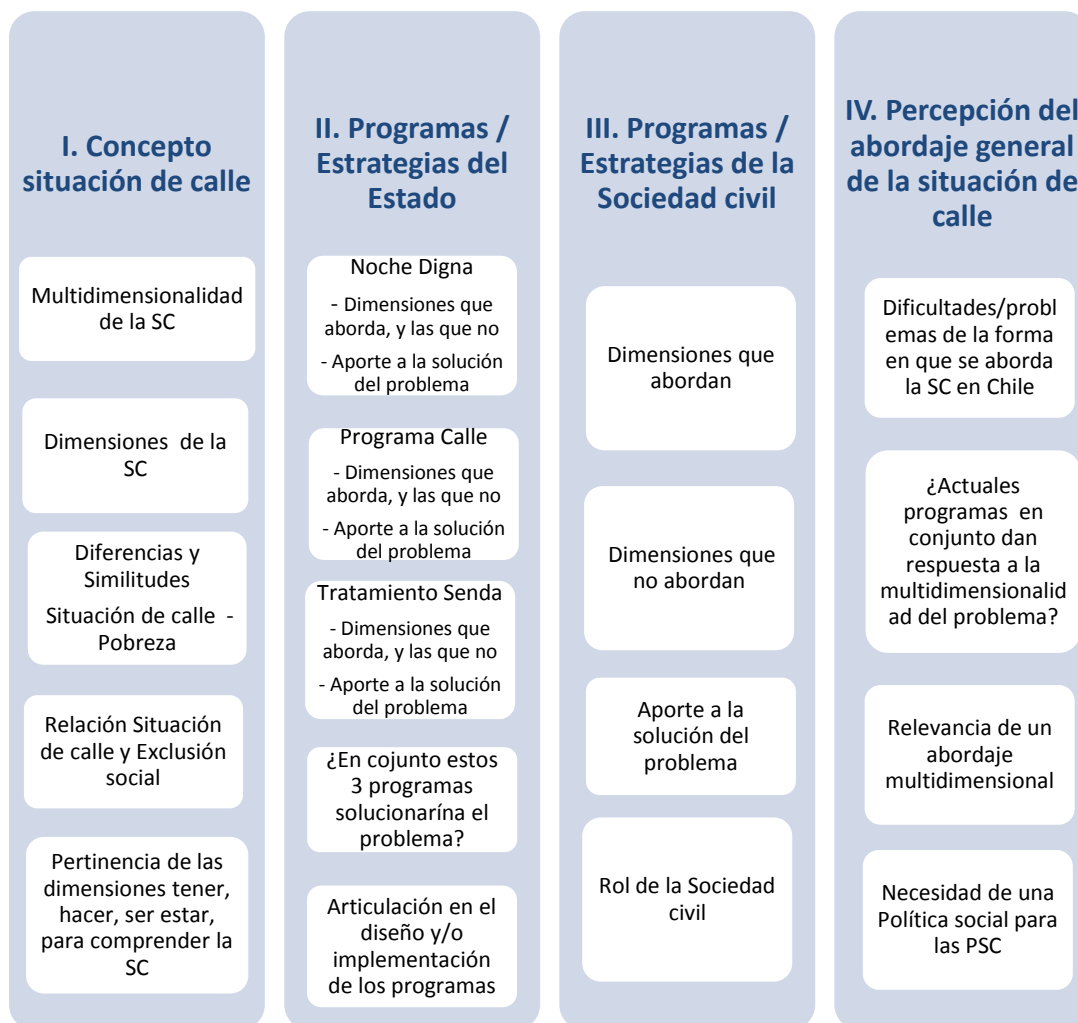 I. Concepto
situación de calle
Multidimensionalidad
de la SC
Dimensiones de la
SC
Diferencias y
Similitudes
Situación de calle -
Pobreza
Relación Situación
de calle y Exclusión
social
Pertinencia de las
dimensiones tener,
hacer, ser estar,
para comprender la
SC
II. Programas /
Estrategias del
Estado
Noche Digna
- Dimensiones que
aborda, y las que no
- Aporte a la solución
del problema
Programa Calle
- Dimensiones que
aborda, y las que no
- Aporte a la solución
del problema
Tratamiento Senda
- Dimensiones que
aborda, y las que no
- Aporte a la solución
del problema
¿En cojunto estos
3 programas
solucionarína el
problema?
Articulación en el
diseño y/o
implementación
de los programas
III. Programas /
Estrategias de la
Sociedad civil
Dimensiones que
abordan
Dimensiones que
no abordan
Aporte a la
solución del
problema
Rol de la Sociedad
civil
IV. Percepción del
abordaje general
de la situación de
calle
Dificultades/probl
emas de la forma
en que se aborda
la SC en Chile
¿Actuales
programas en
conjunto dan
respuesta a la
multidimensionalid
ad del problema?
Relevancia de un
abordaje
multidimensional
Necesidad de una
Política social para
las PSC